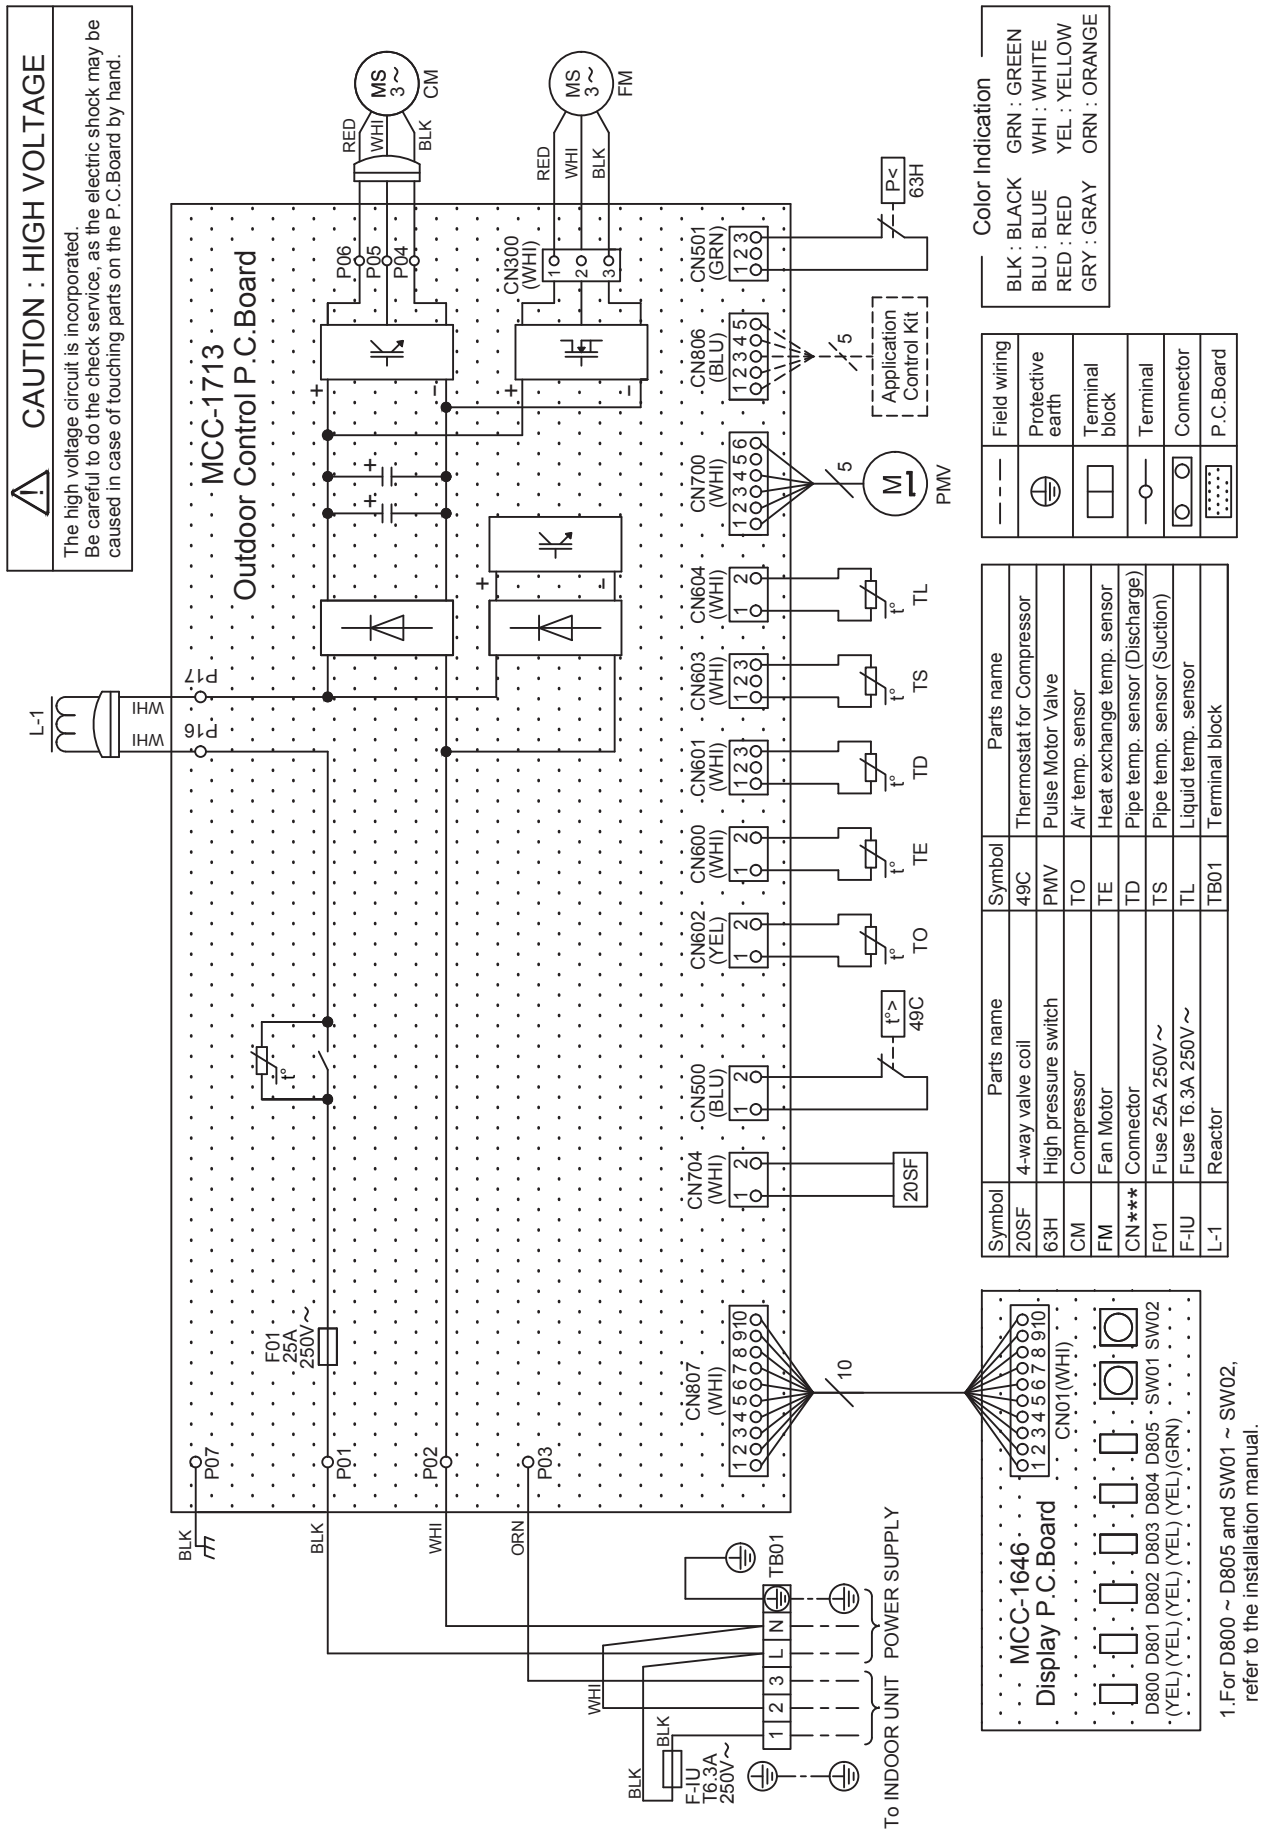 CAUTION : HIGH VOLTAGE
The high voltage circuit is incorporated.
Be careful to do the check service, as the electric shock may be
caused in case of touching parts on the P.C.Board by hand.
MCC-1713
Outdoor Control P.C.Board
L-1
WHI
WHI
P16
P17
MS
3～
CM
RED
WHI
BLK
P06
P05
P04
MS
3～
FM
RED
WHI
BLK
CN300
(WHI)
1
2
3
+
-
+
-
+
+
+
-
t°
F01
25A
250V～
BLK
P07
BLK
P01
WHI
P02
ORN
P03
CN807
(WHI)
1 2 3 4 5 6 7 8 9 10
10
CN704
(WHI)
1 2
20SF
CN500
(BLU)
1 2
t°>
49C
CN602
(YEL)
1 2
t°
TO
CN600
(WHI)
1 2
t°
TE
CN601
(WHI)
1 2 3
t°
TD
CN603
(WHI)
1 2 3
t°
TS
CN604
(WHI)
1 2
t°
TL
CN700
(WHI)
1 2 3 4 5 6
5
M
PMV
CN806
(BLU)
1 2 3 4 5
5
Application
Control Kit
CN501
(GRN)
1 2 3
P<
63H
BLK
BLK
WHI
F-IU
T6.3A
250V～
1 2 3 L N
TB01
To INDOOR UNIT
POWER SUPPLY
MCC-1646
Display P.C.Board
1 2 3 4 5 6 7 8 9 10
CN01(WHI)
D800 D801 D802 D803 D804 D805 SW01 SW02
(YEL) (YEL) (YEL) (YEL) (YEL) (GRN)
1.For D800 ~ D805 and SW01 ~ SW02,
refer to the installation manual.
Symbol Parts name Symbol Parts name
20SF 4-way valve coil 49C Thermostat for Compressor
63H High pressure switch PMV Pulse Motor Valve
CM Compressor TO Air temp. sensor
FM Fan Motor TE Heat exchange temp. sensor
CN*** Connector TD Pipe temp. sensor (Discharge)
F01 Fuse 25A 250V～ TS Pipe temp. sensor (Suction)
F-IU Fuse T6.3A 250V～ TL Liquid temp. sensor
L-1 Reactor TB01 Terminal block
Field wiring
Protective
earth
Terminal
block
Terminal
Connector
P.C.Board
Color Indication
BLK : BLACK GRN : GREEN
BLU : BLUE WHI : WHITE
RED : RED YEL : YELLOW
GRY : GRAY ORN : ORANGE